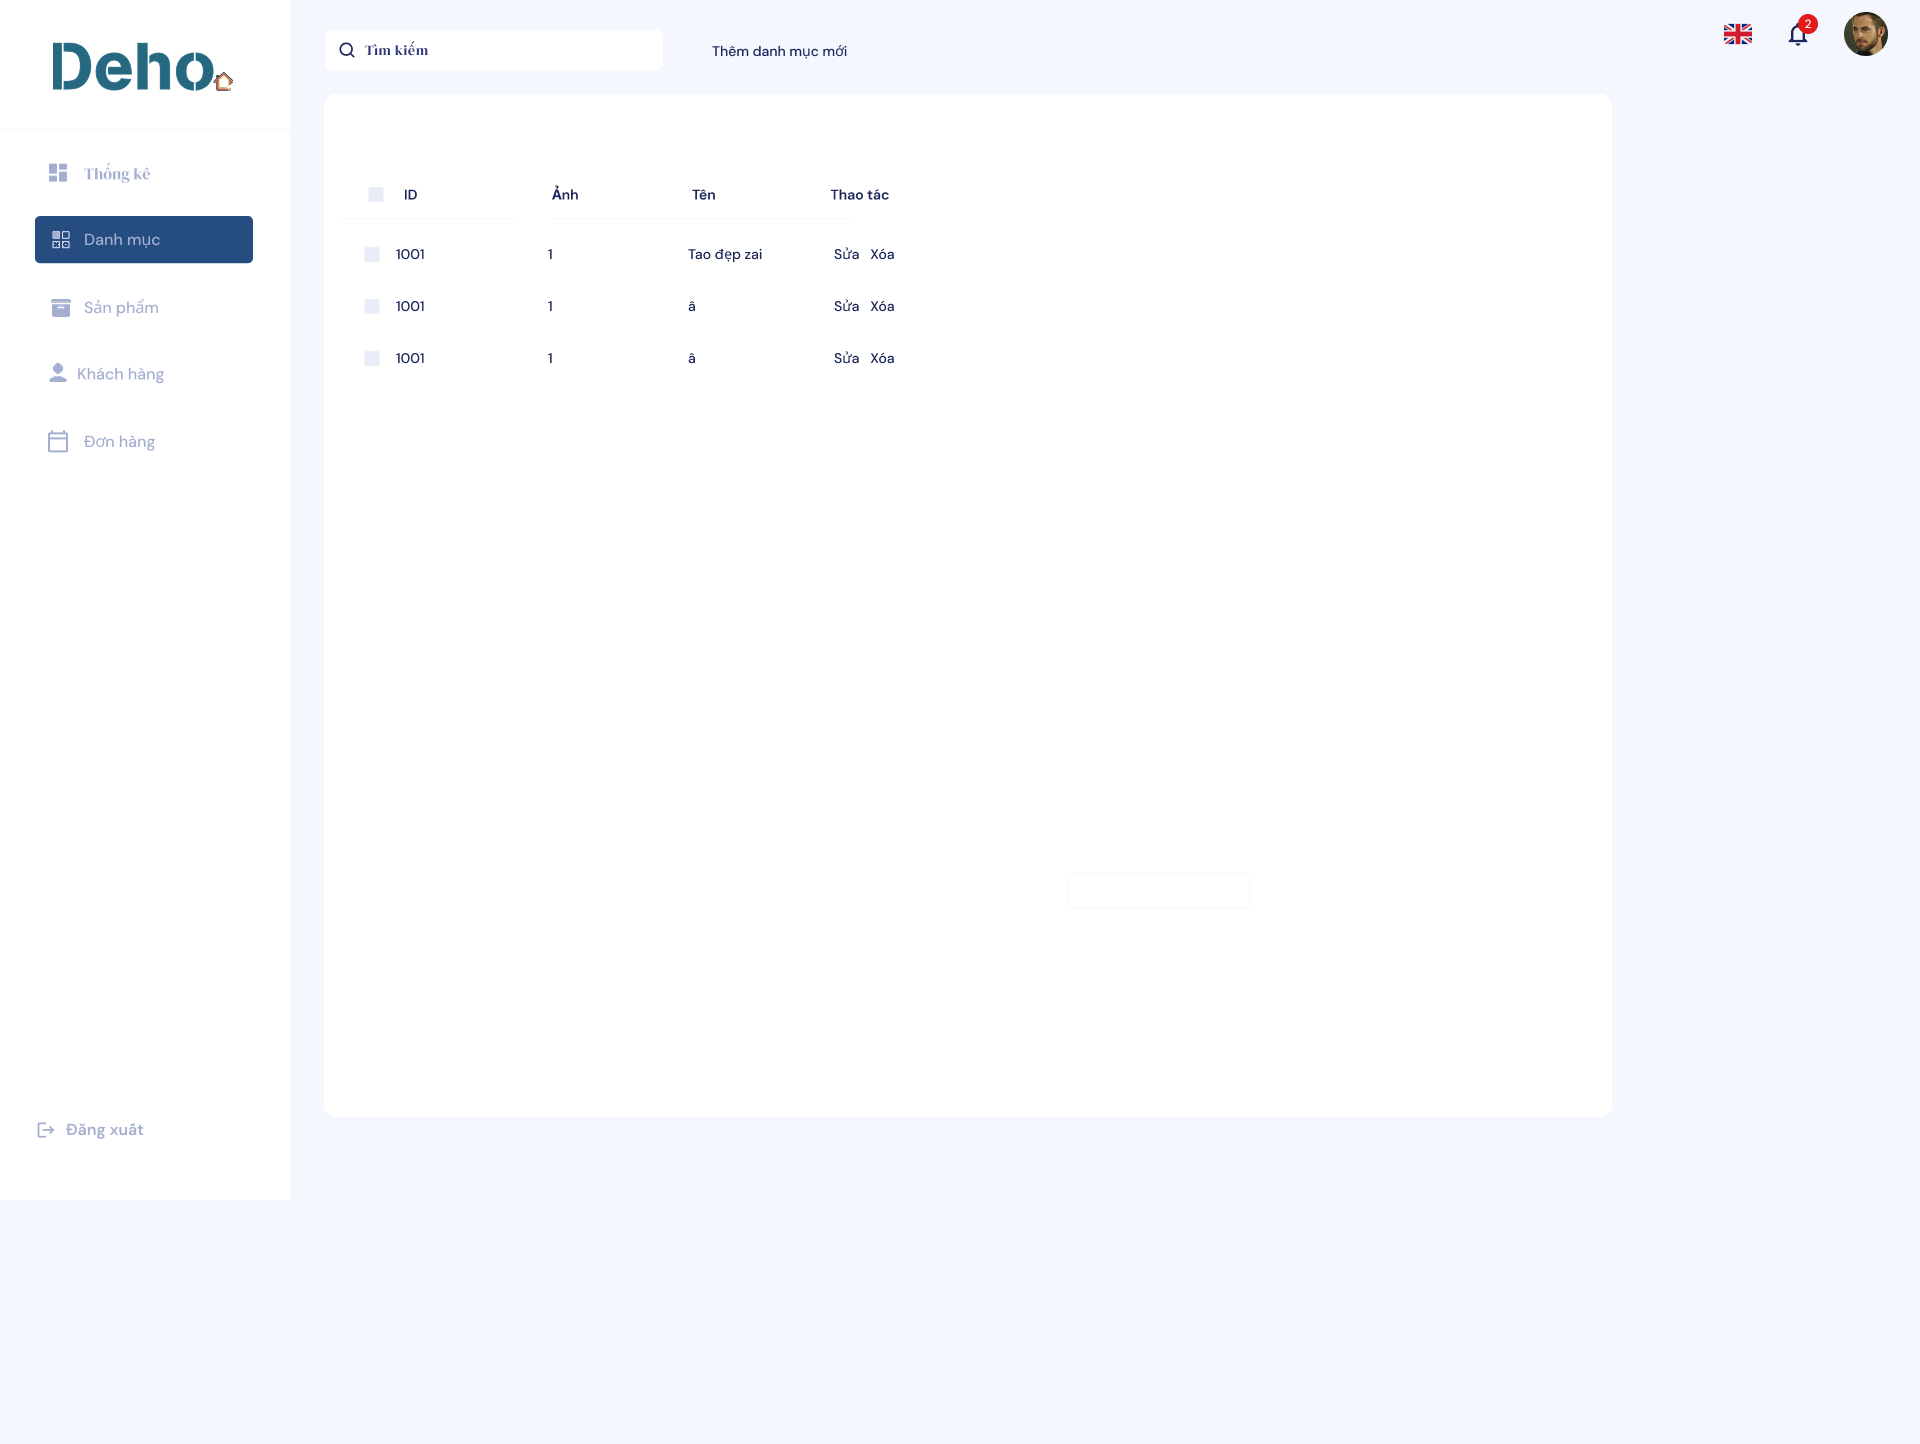 Deho
Tìm kiếm
Thêm danh mục mới
2
Thống kê
Danh mục
Sản phẩm
Khách hàng
Đơn hàng
Đăng xuất
ID Ảnh Tên Thao tác
1001 1 Tao đẹp zai Sửa Xóa
1001 1 â Sửa Xóa
1001 1 â Sửa Xóa